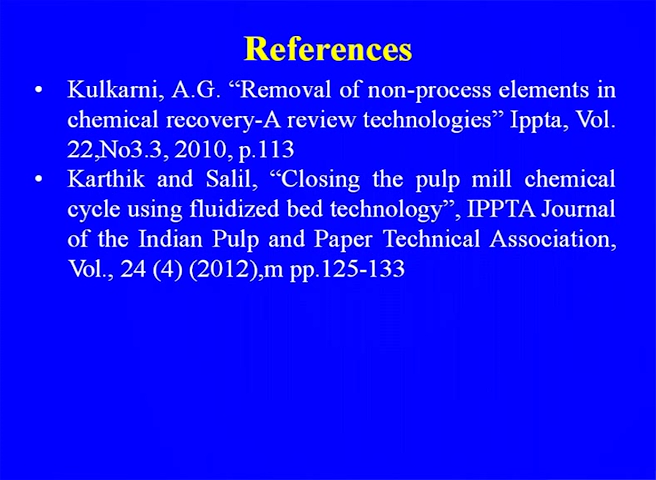 References
• Kulkarni, A.G. “Removal of non-process elements in
chemical recovery-A review technologies” Ippta, Vol.
22,No3.3, 2010, p.113
• Karthik and Salil, “Closing the pulp mill chemical
cycle using fluidized bed technology”, IPPTA Journal
of the Indian Pulp and Paper Technical Association,
Vol., 24 (4) (2012),m pp.125-133